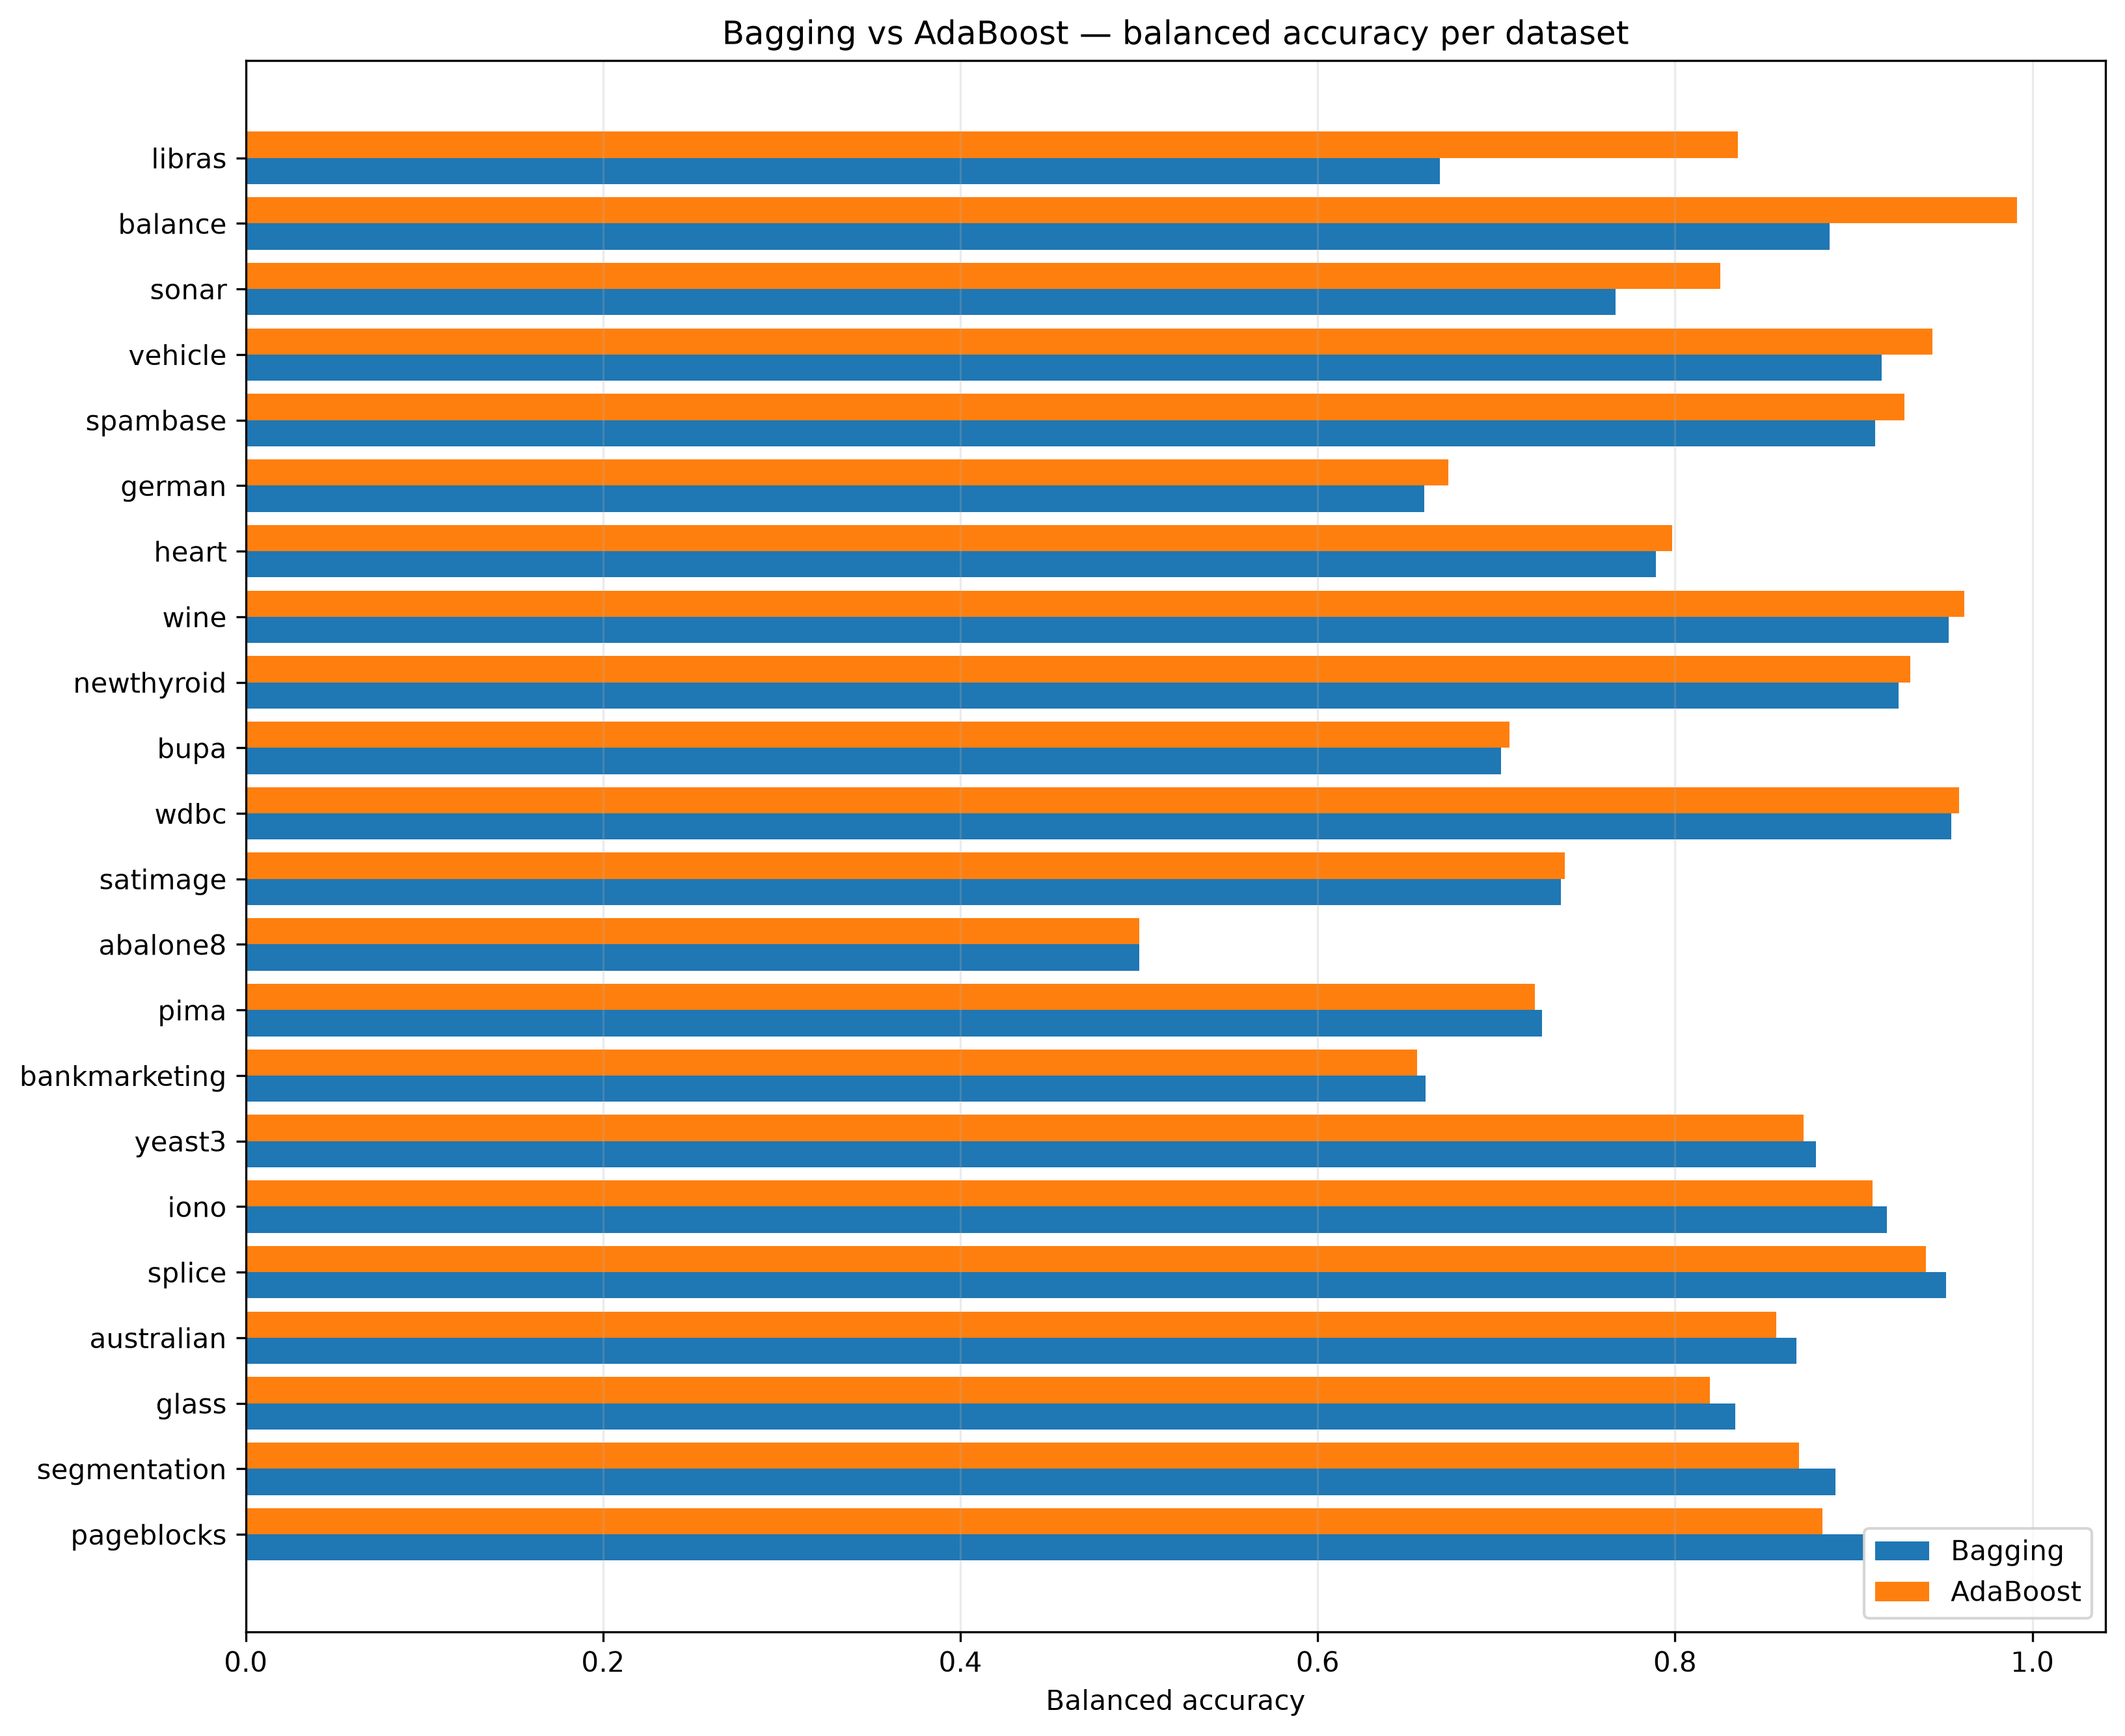 Bagging vs AdaBoost — balanced accuracy per dataset
libras
balance
sonar
vehicle
spambase
german
heart
wine
newthyroid
bupa
wdbc
satimage
abalone8
pima
bankmarketing
yeast3
iono
splice
australian
glass
segmentation
pageblocks
Bagging
AdaBoost
0.0 0.2 0.4 0.6 0.8 1.0
Balanced accuracy